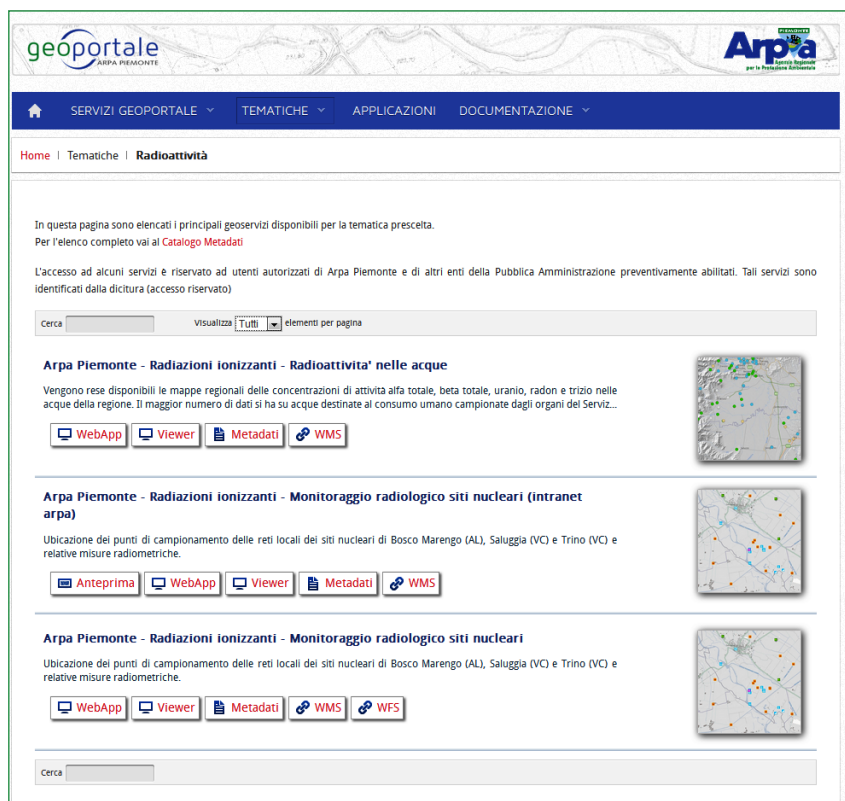 geoportale
ARPA PIEMONTE
PIEMONTE
Arpa
Agenzia Regionale
per la Protezione Ambientale
SERVIZI GEOPORTALE
TEMATICHE
APPLICAZIONI
DOCUMENTAZIONE
Home | Tematiche | Radioattività
In questa pagina sono elencati i principali geoservizi disponibili per la tematica prescelta.
Per l'elenco completo vai al Catalogo Metadati
L'accesso ad alcuni servizi è riservato ad utenti autorizzati di Arpa Piemonte e di altri enti della Pubblica Amministrazione preventivamente abilitati. Tali servizi sono
identificati dalla dicitura (accesso riservato)
Cerca Visualizza Tutti elementi per pagina
Arpa Piemonte - Radiazioni ionizzanti - Radioattivita' nelle acque
Vengono rese disponibili le mappe regionali delle concentrazioni di attività alfa totale, beta totale, uranio, radon e trizio nelle
acque della regione. Il maggior numero di dati si ha su acque destinate al consumo umano campionate dagli organi del Serviz...
WebApp Viewer Metadati WMS
Arpa Piemonte - Radiazioni ionizzanti - Monitoraggio radiologico siti nucleari (intranet
arpa)
Ubicazione dei punti di campionamento delle reti locali dei siti nucleari di Bosco Marengo (AL), Saluggia (VC) e Trino (VC) e
relative misure radiometriche.
Anteprima WebApp Viewer Metadati WMS
Arpa Piemonte - Radiazioni ionizzanti - Monitoraggio radiologico siti nucleari
Ubicazione dei punti di campionamento delle reti locali dei siti nucleari di Bosco Marengo (AL), Saluggia (VC) e Trino (VC) e
relative misure radiometriche.
WebApp Viewer Metadati WMS WFS
Cerca